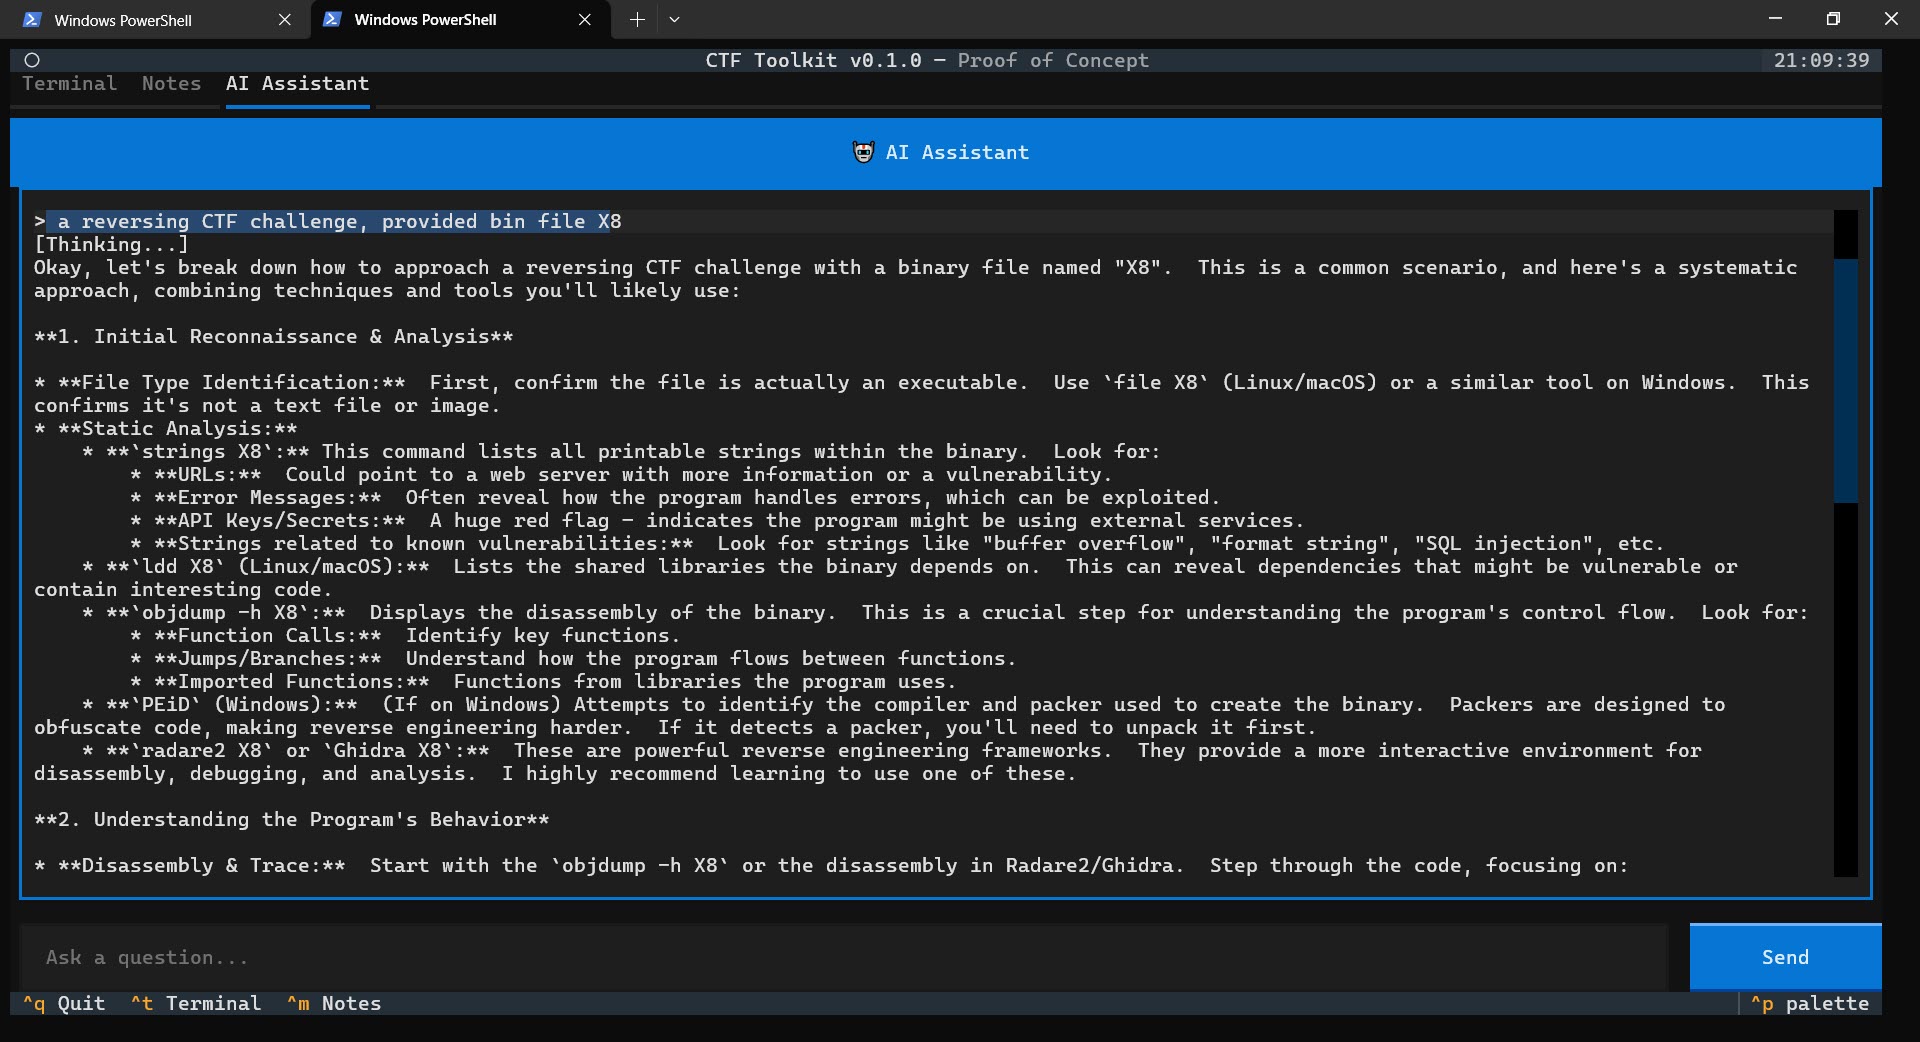 Windows PowerShell
Windows PowerShell
CTF Toolkit v0.1.0 — Proof of Concept
21:09:39
Terminal Notes AI Assistant
AI Assistant
> a reversing CTF challenge, provided bin file X8
[Thinking...]
Okay, let's break down how to approach a reversing CTF challenge with a binary file named "X8".  This is a common scenario, and here's a systematic
approach, combining techniques and tools you'll likely use:
**1. Initial Reconnaissance & Analysis**
* **File Type Identification:**  First, confirm the file is actually an executable.  Use `file X8` (Linux/macOS) or a similar tool on Windows.  This
confirms it's not a text file or image.
* **Static Analysis:**
    * **`strings X8`:** This command lists all printable strings within the binary.  Look for:
        * **URLs:**  Could point to a web server with more information or a vulnerability.
        * **Error Messages:**  Often reveal how the program handles errors, which can be exploited.
        * **API Keys/Secrets:**  A huge red flag – indicates the program might be using external services.
        * **Strings related to known vulnerabilities:**  Look for strings like "buffer overflow", "format string", "SQL injection", etc.
    * **`ldd X8` (Linux/macOS):**  Lists the shared libraries the binary depends on.  This can reveal dependencies that might be vulnerable or
contain interesting code.
    * **`objdump -h X8`:**  Displays the disassembly of the binary.  This is a crucial step for understanding the program's control flow.  Look for:
        * **Function Calls:**  Identify key functions.
        * **Jumps/Branches:**  Understand how the program flows between functions.
        * **Imported Functions:**  Functions from libraries the program uses.
    * **`PEiD` (Windows):**  (If on Windows) Attempts to identify the compiler and packer used to create the binary.  Packers are designed to
obfuscate code, making reverse engineering harder.  If it detects a packer, you'll need to unpack it first.
    * **`radare2 X8` or `Ghidra X8`:**  These are powerful reverse engineering frameworks.  They provide a more interactive environment for
disassembly, debugging, and analysis.  I highly recommend learning to use one of these.
**2. Understanding the Program's Behavior**
* **Disassembly & Trace:**  Start with the `objdump -h X8` or the disassembly in Radare2/Ghidra.  Step through the code, focusing on:
Ask a question...
Send
^q Quit  ^t Terminal  ^m Notes
^p palette